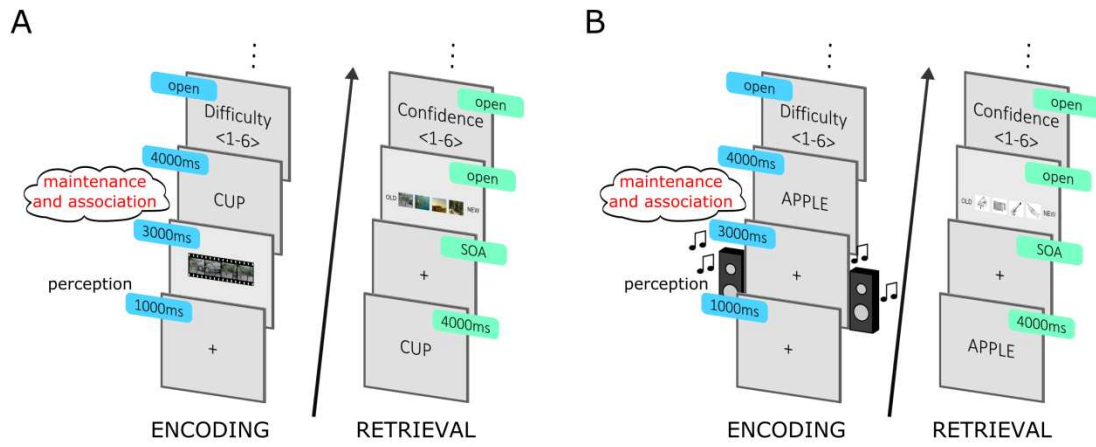 A
⋮
open
Difficulty
<1-6>
4000ms
maintenance
and association
CUP
3000ms
perception
1000ms
+
ENCODING
⋮
Confidence
open
<1-6>
open
OLD NEW
SOA
+
4000ms
CUP
RETRIEVAL
B
⋮
open
Difficulty
<1-6>
4000ms
maintenance
and association
APPLE
3000ms
+
perception
1000ms
+
ENCODING
⋮
Confidence
open
<1-6>
open
OLD NEW
SOA
+
4000ms
APPLE
RETRIEVAL